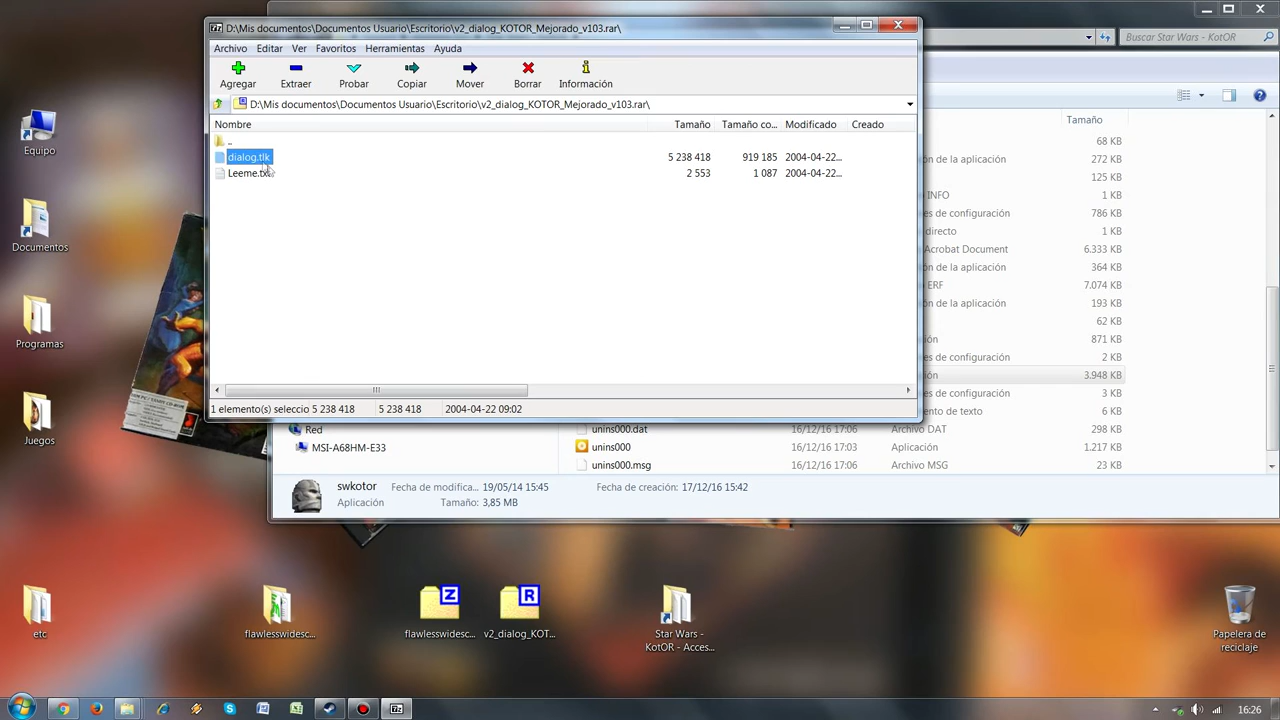 D:\Mis documentos\Documentos Usuario\Escritorio\v2_dialog_KOTOR_Mejorado_v103.rar\
Archivo Editar Ver Favoritos Herramientas Ayuda
Buscar Star Wars - KotOR
Agregar Extraer Probar Copiar Mover Borrar Información
D:\Mis documentos\Documentos Usuario\Escritorio\v2_dialog_KOTOR_Mejorado_v103.rar\
Nombre Tamaño Tamaño co... Modificado Creado
..
dialog.tlk 5 238 418 919 185 2004-04-22...
Leeme.txt 2 553 1 087 2004-04-22...
1 elemento(s) seleccio 5 238 418 5 238 418 2004-04-22 09:02
Tamaño
68 KB
ón de la aplicación 272 KB
125 KB
INFO 1 KB
es de configuración 786 KB
directo 1 KB
Acrobat Document 6.333 KB
ón de la aplicación 364 KB
ERF 7.074 KB
ón de la aplicación 193 KB
62 KB
ión 871 KB
es de configuración 2 KB
ión 3.948 KB
es de configuración 3 KB
ento de texto 6 KB
Red
MSI-A68HM-E33
unins000.dat 16/12/16 17:06 Archivo DAT 298 KB
unins000 16/12/16 17:03 Aplicación 1.217 KB
unins000.msg 16/12/16 17:06 Archivo MSG 23 KB
swkotor Fecha de modifica... 19/05/14 15:45 Fecha de creación: 17/12/16 15:42
Aplicación Tamaño: 3,85 MB
Equipo
Documentos
Programas
Juegos
etc
flawlesswidesc...
flawlesswidesc...
v2_dialog_KOT...
Star Wars -
KotOR - Acces...
Papelera de
reciclaje
16:26